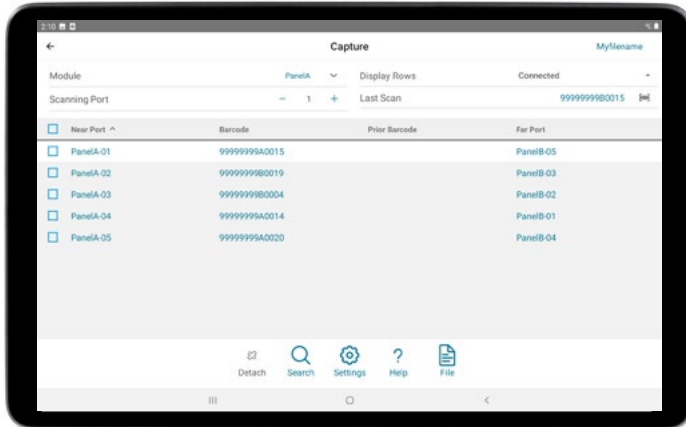 2:10
Capture
Myfilename
Module PanelA Display Rows Connected
Scanning Port − 1 + Last Scan 99999999B0015
Near Port Barcode Prior Barcode Far Port
PanelA-01 99999999A0015 PanelB-05
PanelA-02 99999999B0019 PanelB-03
PanelA-03 99999999B0004 PanelB-02
PanelA-04 99999999A0014 PanelB-01
PanelA-05 99999999A0020 PanelB-04
Detach Search Settings Help File